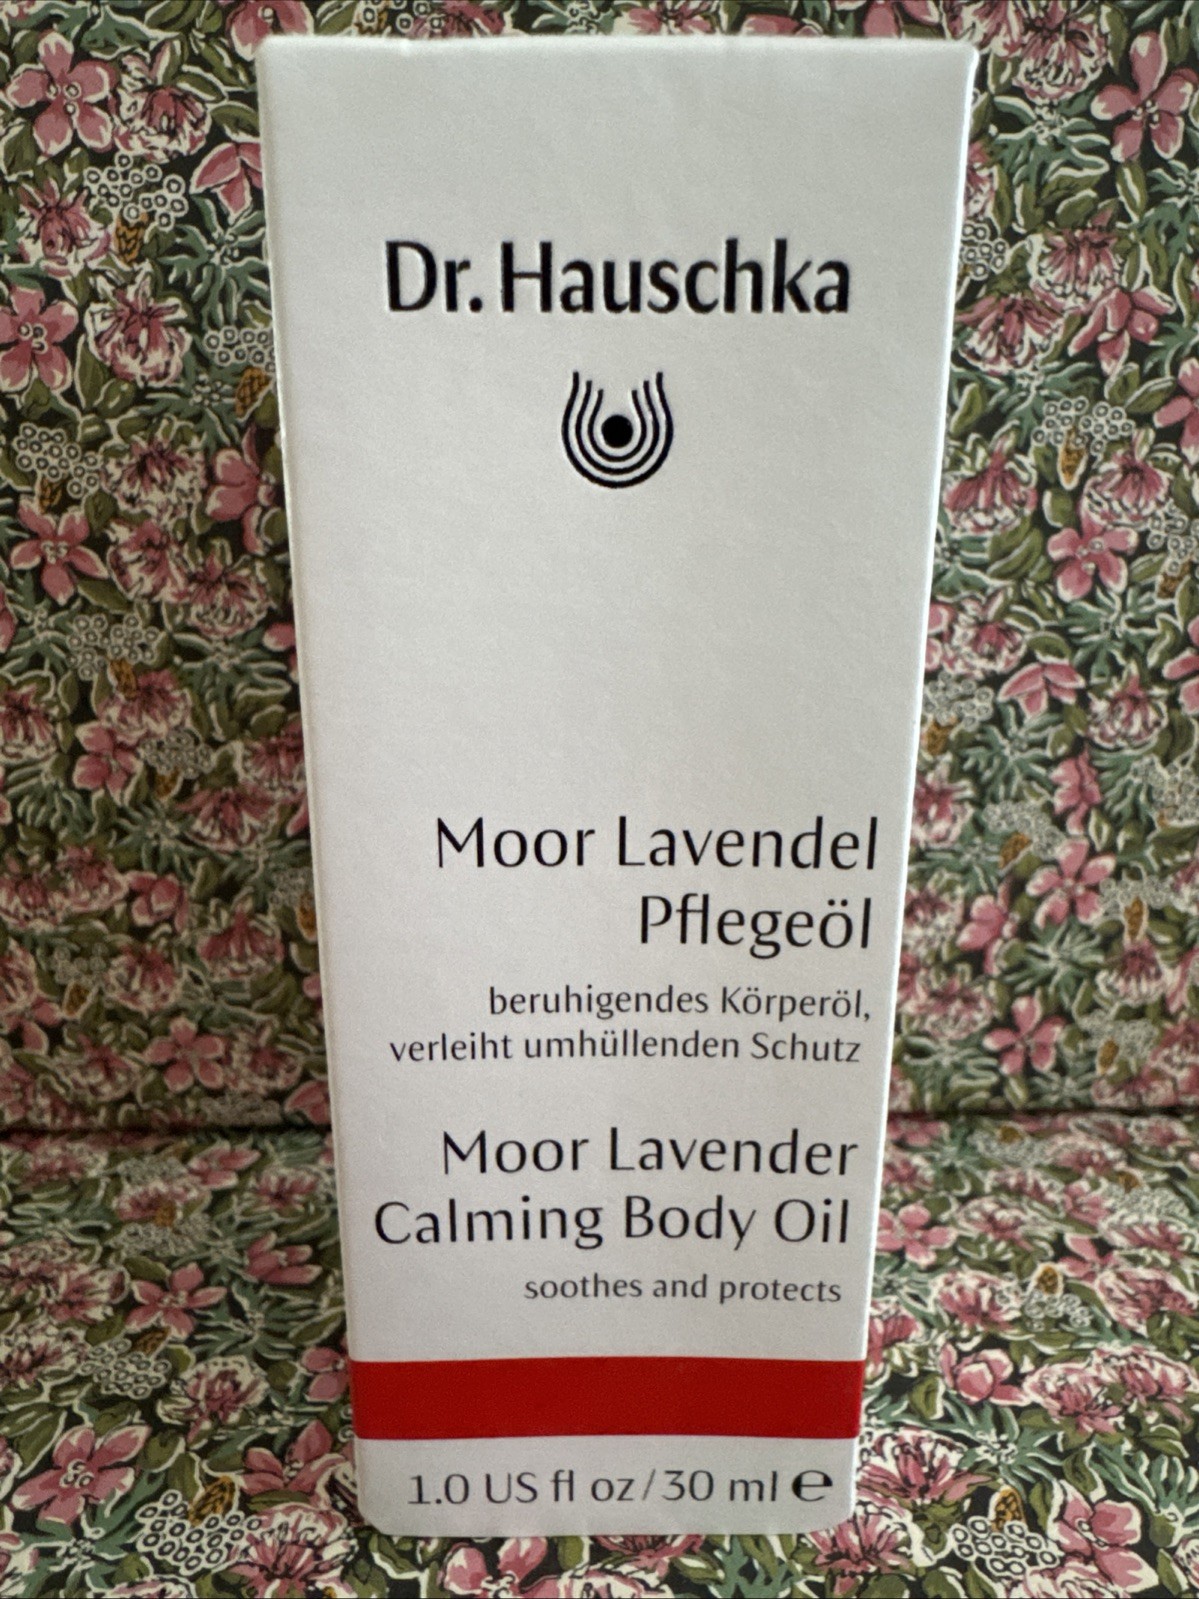 Dr. Hauschka
Moor Lavendel
Pflegeöl
beruhigendes Körperöl,
verleiht umhüllenden Schutz
Moor Lavender
Calming Body Oil
soothes and protects
1.0 US fl oz/30 ml ℮